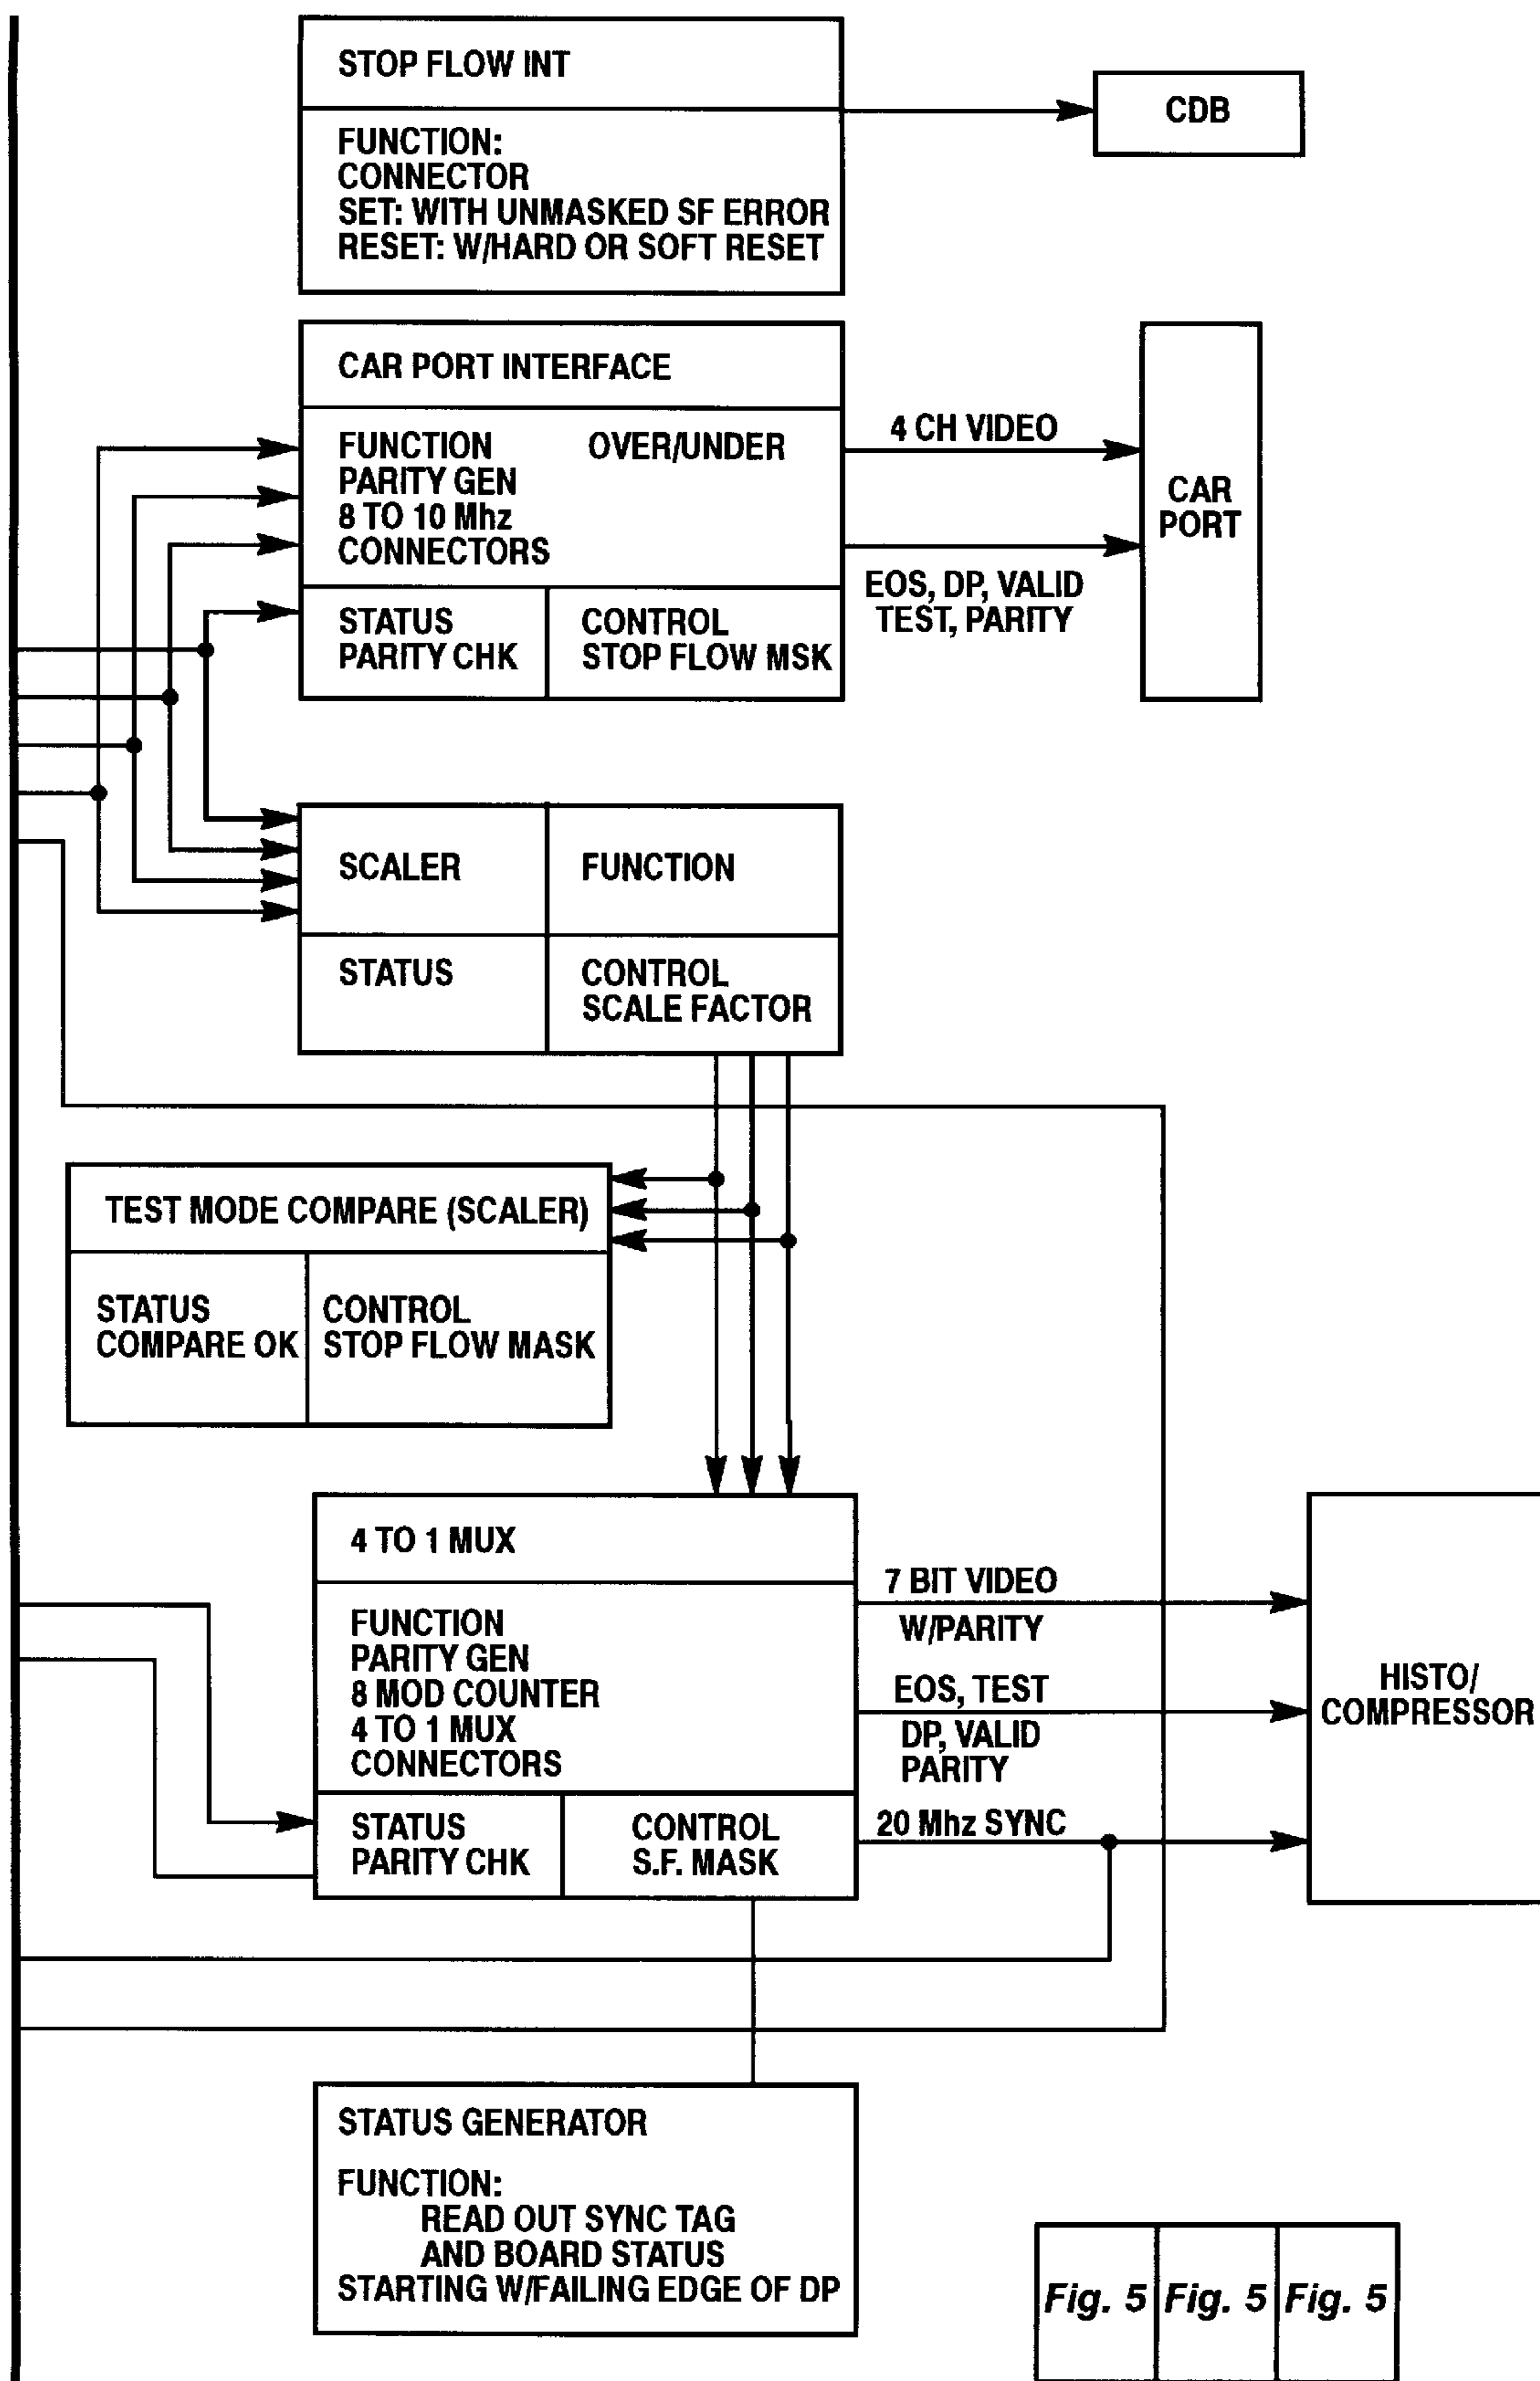 STOP FLOW INT
CDB
FUNCTION:
CONNECTOR
SET: WITH UNMASKED SF ERROR
RESET: W/HARD OR SOFT RESET
CAR PORT INTERFACE
FUNCTION OVER/UNDER
PARITY GEN
8 TO 10 Mhz
CONNECTORS
STATUS
PARITY CHK
CONTROL
STOP FLOW MSK
4 CH VIDEO
EOS, DP, VALID
TEST, PARITY
CAR
PORT
SCALER
FUNCTION
STATUS
CONTROL
SCALE FACTOR
TEST MODE COMPARE (SCALER)
STATUS
COMPARE OK
CONTROL
STOP FLOW MASK
4 TO 1 MUX
FUNCTION
PARITY GEN
8 MOD COUNTER
4 TO 1 MUX
CONNECTORS
STATUS
PARITY CHK
CONTROL
S.F. MASK
7 BIT VIDEO
W/PARITY
EOS, TEST
DP, VALID
PARITY
20 Mhz SYNC
HISTO/
COMPRESSOR
STATUS GENERATOR
FUNCTION:
READ OUT SYNC TAG
AND BOARD STATUS
STARTING W/FAILING EDGE OF DP
Fig. 5 Fig. 5 Fig. 5